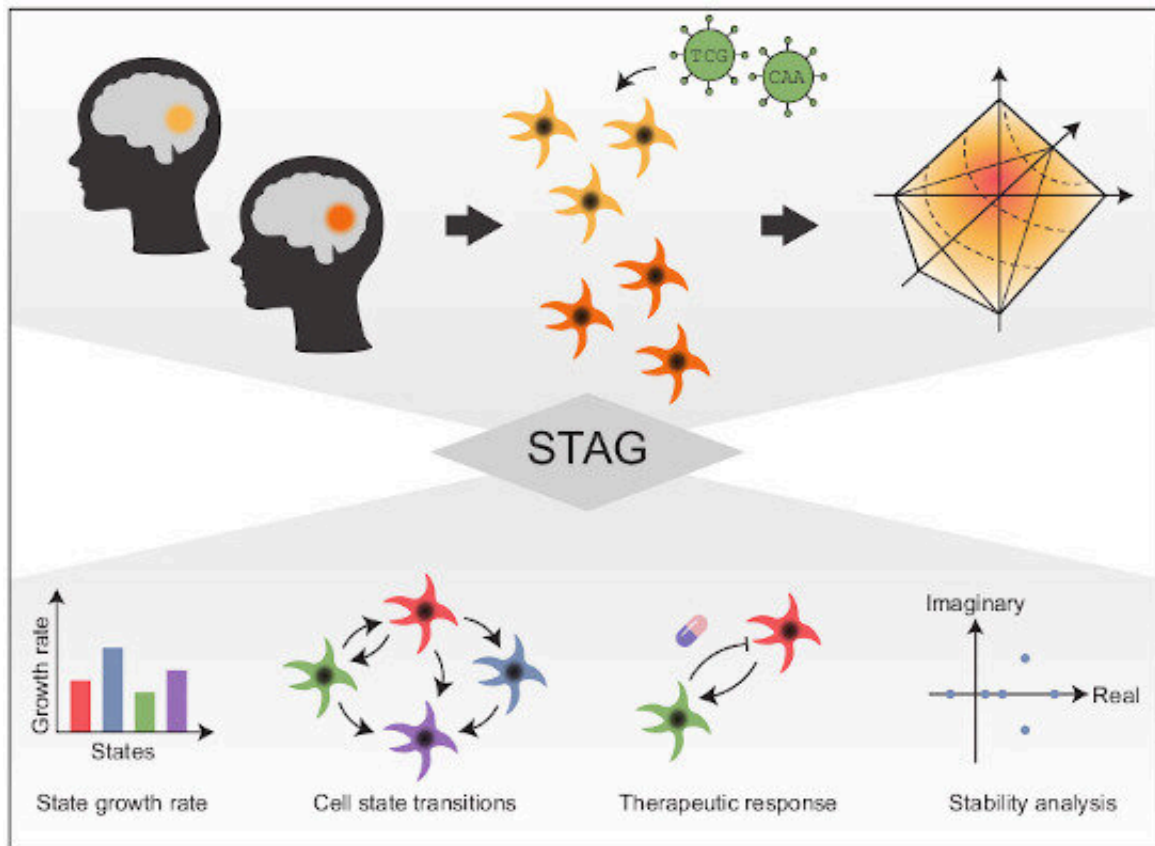 TCG
CAA
STAG
Growth rate
States
Imaginary
Real
State growth rate
Cell state transitions
Therapeutic response
Stability analysis